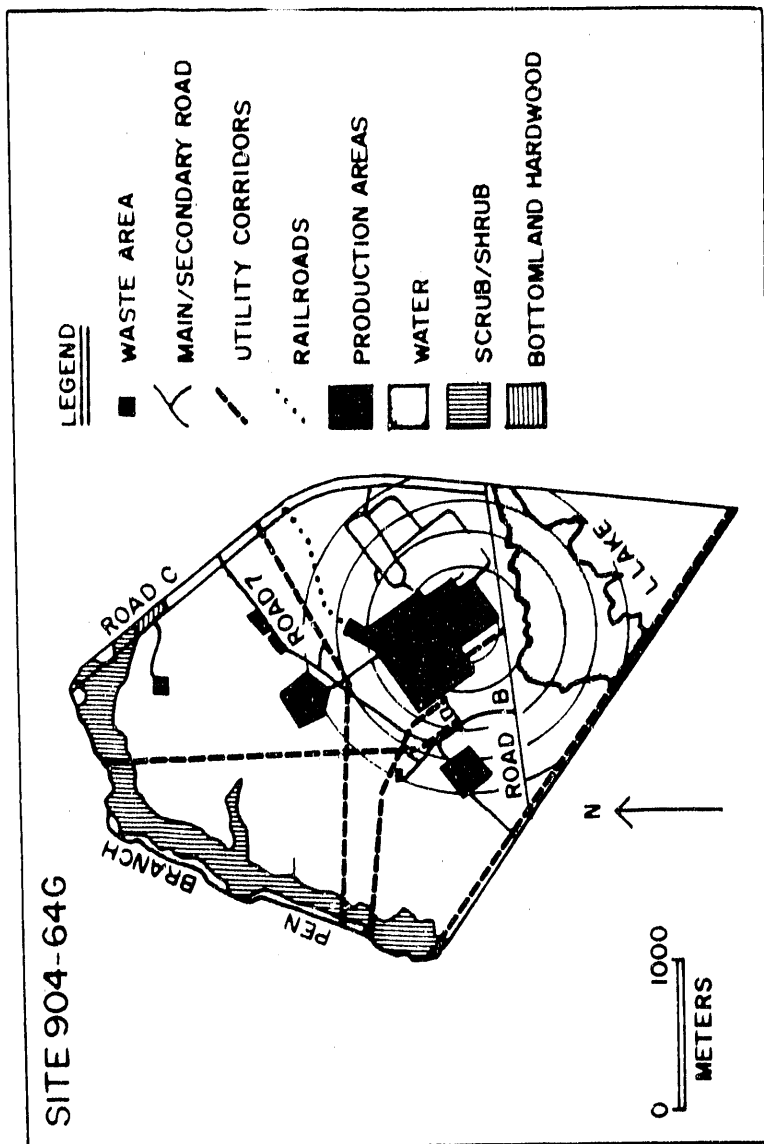 SITE 904-64G
LEGEND
WASTE AREA
MAIN/SECONDARY ROAD
UTILITY CORRIDORS
RAILROADS
PRODUCTION AREAS
WATER
SCRUB/SHRUB
BOTTOMLAND HARDWOOD
ROAD C
ROAD 7
PEN BRANCH
ROAD B
L LAKE
N
0 1000
METERS